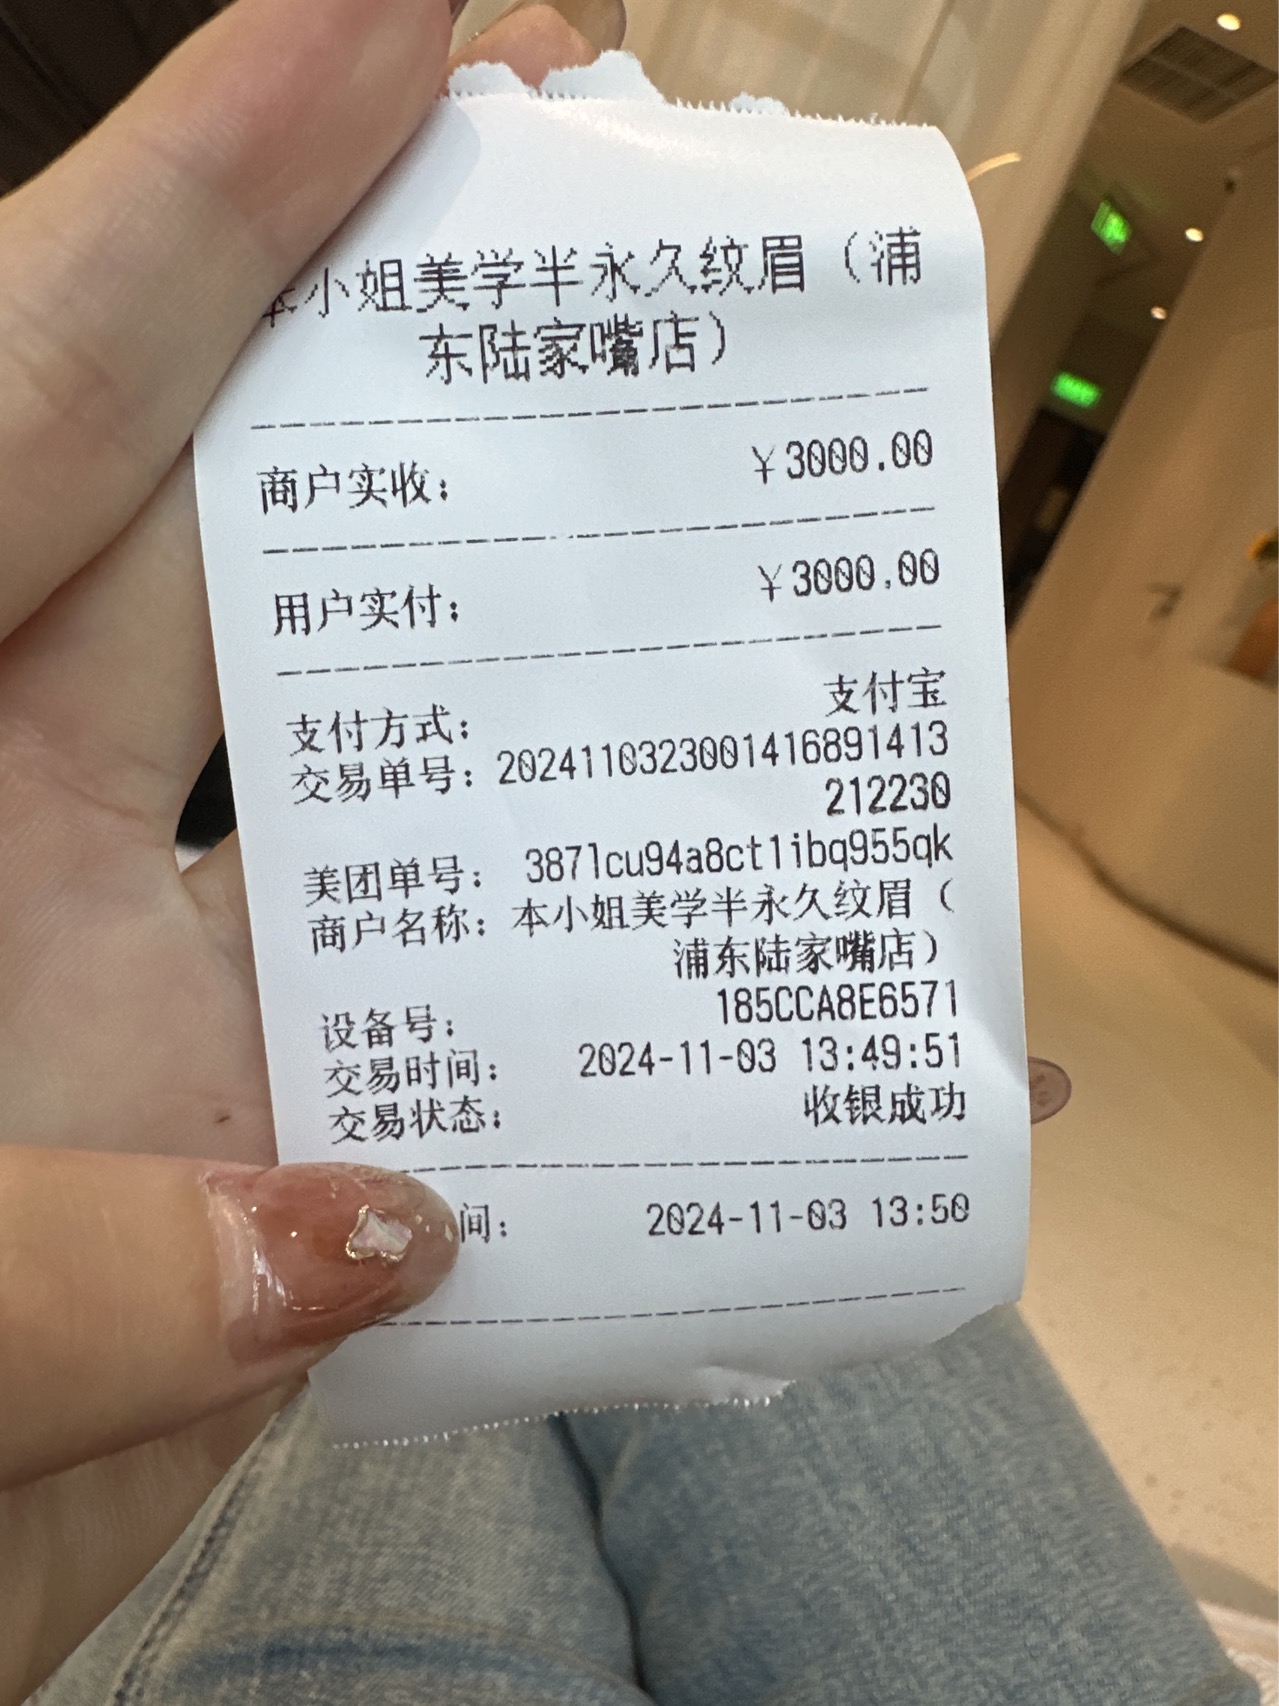 本小姐美学半永久纹眉（浦
东陆家嘴店）
商户实收： ￥3000.00
用户实付： ￥3000.00
支付方式： 支付宝
交易单号：2024110323001416891413
212230
美团单号： 3871cu94a8ct1ibq955qk
商户名称：本小姐美学半永久纹眉（
浦东陆家嘴店）
设备号： 185CCA8E6571
交易时间： 2024-11-03 13:49:51
交易状态： 收银成功
间： 2024-11-03 13:50